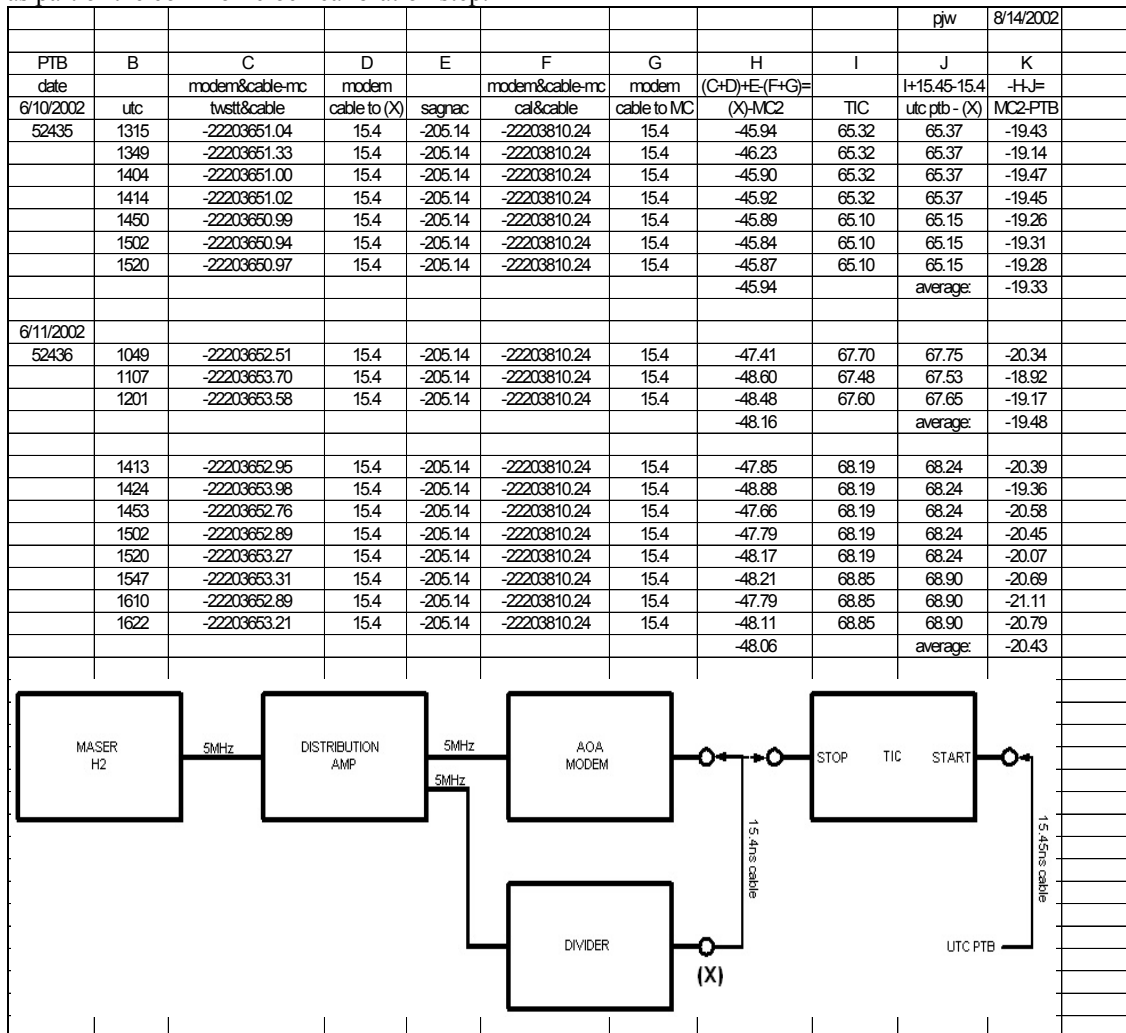 pjw 8/14/2002
PTB B C D E F G H I J K
date modem&cable-mc modem modem&cable-mc modem (C+D)+E-(F+G)= I+15.45-15.4 -H-J=
6/10/2002 utc twstt&cable cable to (X) sagnac cal&cable cable to MC (X)-MC2 TIC utc ptb - (X) MC2-PTB
52435 1315 -22203651.04 15.4 -205.14 -22203810.24 15.4 -45.94 65.32 65.37 -19.43
1349 -22203651.33 15.4 -205.14 -22203810.24 15.4 -46.23 65.32 65.37 -19.14
1404 -22203651.00 15.4 -205.14 -22203810.24 15.4 -45.90 65.32 65.37 -19.47
1414 -22203651.02 15.4 -205.14 -22203810.24 15.4 -45.92 65.32 65.37 -19.45
1450 -22203650.99 15.4 -205.14 -22203810.24 15.4 -45.89 65.10 65.15 -19.26
1502 -22203650.94 15.4 -205.14 -22203810.24 15.4 -45.84 65.10 65.15 -19.31
1520 -22203650.97 15.4 -205.14 -22203810.24 15.4 -45.87 65.10 65.15 -19.28
-45.94 average: -19.33
6/11/2002
52436 1049 -22203652.51 15.4 -205.14 -22203810.24 15.4 -47.41 67.70 67.75 -20.34
1107 -22203653.70 15.4 -205.14 -22203810.24 15.4 -48.60 67.48 67.53 -18.92
1201 -22203653.58 15.4 -205.14 -22203810.24 15.4 -48.48 67.60 67.65 -19.17
-48.16 average: -19.48
1413 -22203652.95 15.4 -205.14 -22203810.24 15.4 -47.85 68.19 68.24 -20.39
1424 -22203653.98 15.4 -205.14 -22203810.24 15.4 -48.88 68.19 68.24 -19.36
1453 -22203652.76 15.4 -205.14 -22203810.24 15.4 -47.66 68.19 68.24 -20.58
1502 -22203652.89 15.4 -205.14 -22203810.24 15.4 -47.79 68.19 68.24 -20.45
1520 -22203653.27 15.4 -205.14 -22203810.24 15.4 -48.17 68.19 68.24 -20.07
1547 -22203653.31 15.4 -205.14 -22203810.24 15.4 -48.21 68.85 68.90 -20.69
1610 -22203652.89 15.4 -205.14 -22203810.24 15.4 -47.79 68.85 68.90 -21.11
1622 -22203653.21 15.4 -205.14 -22203810.24 15.4 -48.11 68.85 68.90 -20.79
-48.06 average: -20.43
MASER
H2
5MHz
DISTRIBUTION
AMP
5MHz
5MHz
AOA
MODEM
STOP TIC START
15.4ns cable
15.45ns cable
DIVIDER
(X)
UTC PTB